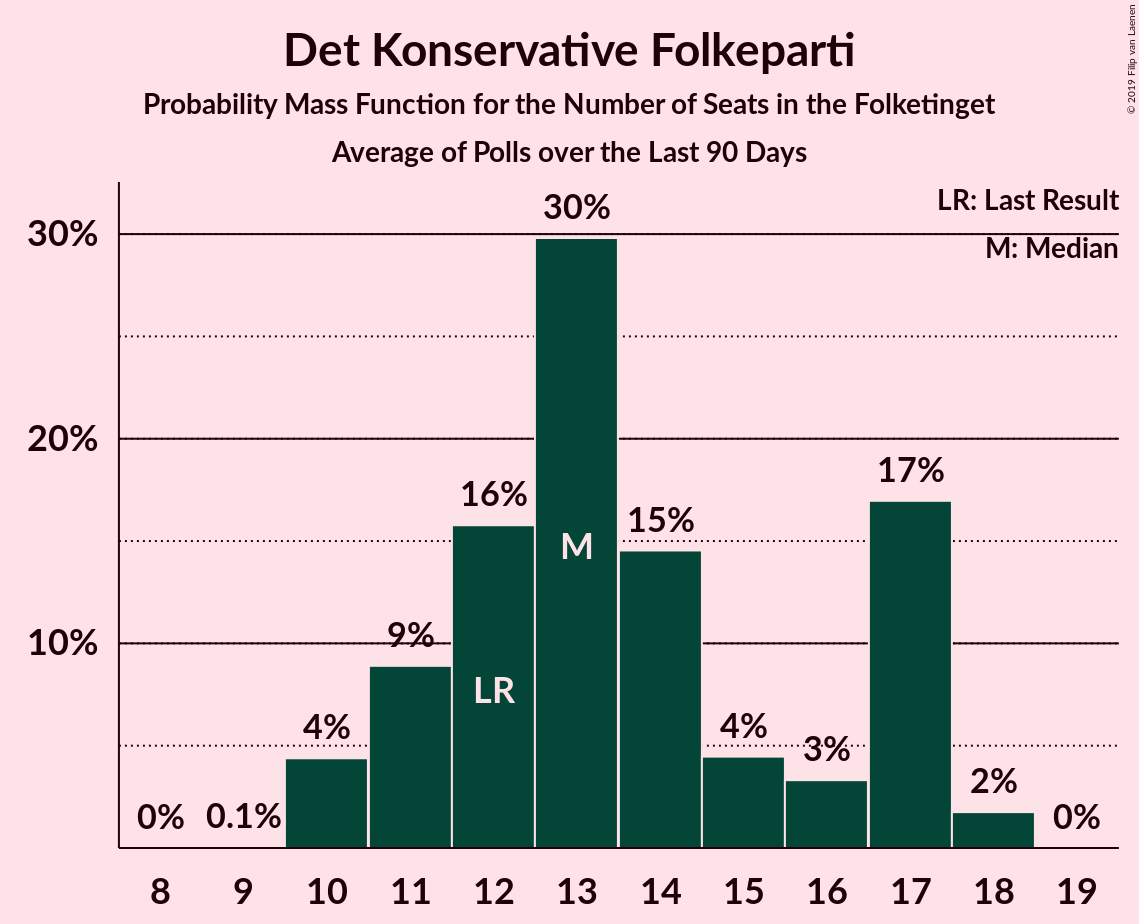 Det Konservative Folkeparti
Probability Mass Function for the Number of Seats in the Folketinget
Average of Polls over the Last 90 Days
© 2019 Filip van Laenen
LR: Last Result
M: Median
30%
20%
10%
0%
0.1%
4%
9%
16%
30%
15%
4%
3%
17%
2%
0%
LR
M
8 9 10 11 12 13 14 15 16 17 18 19